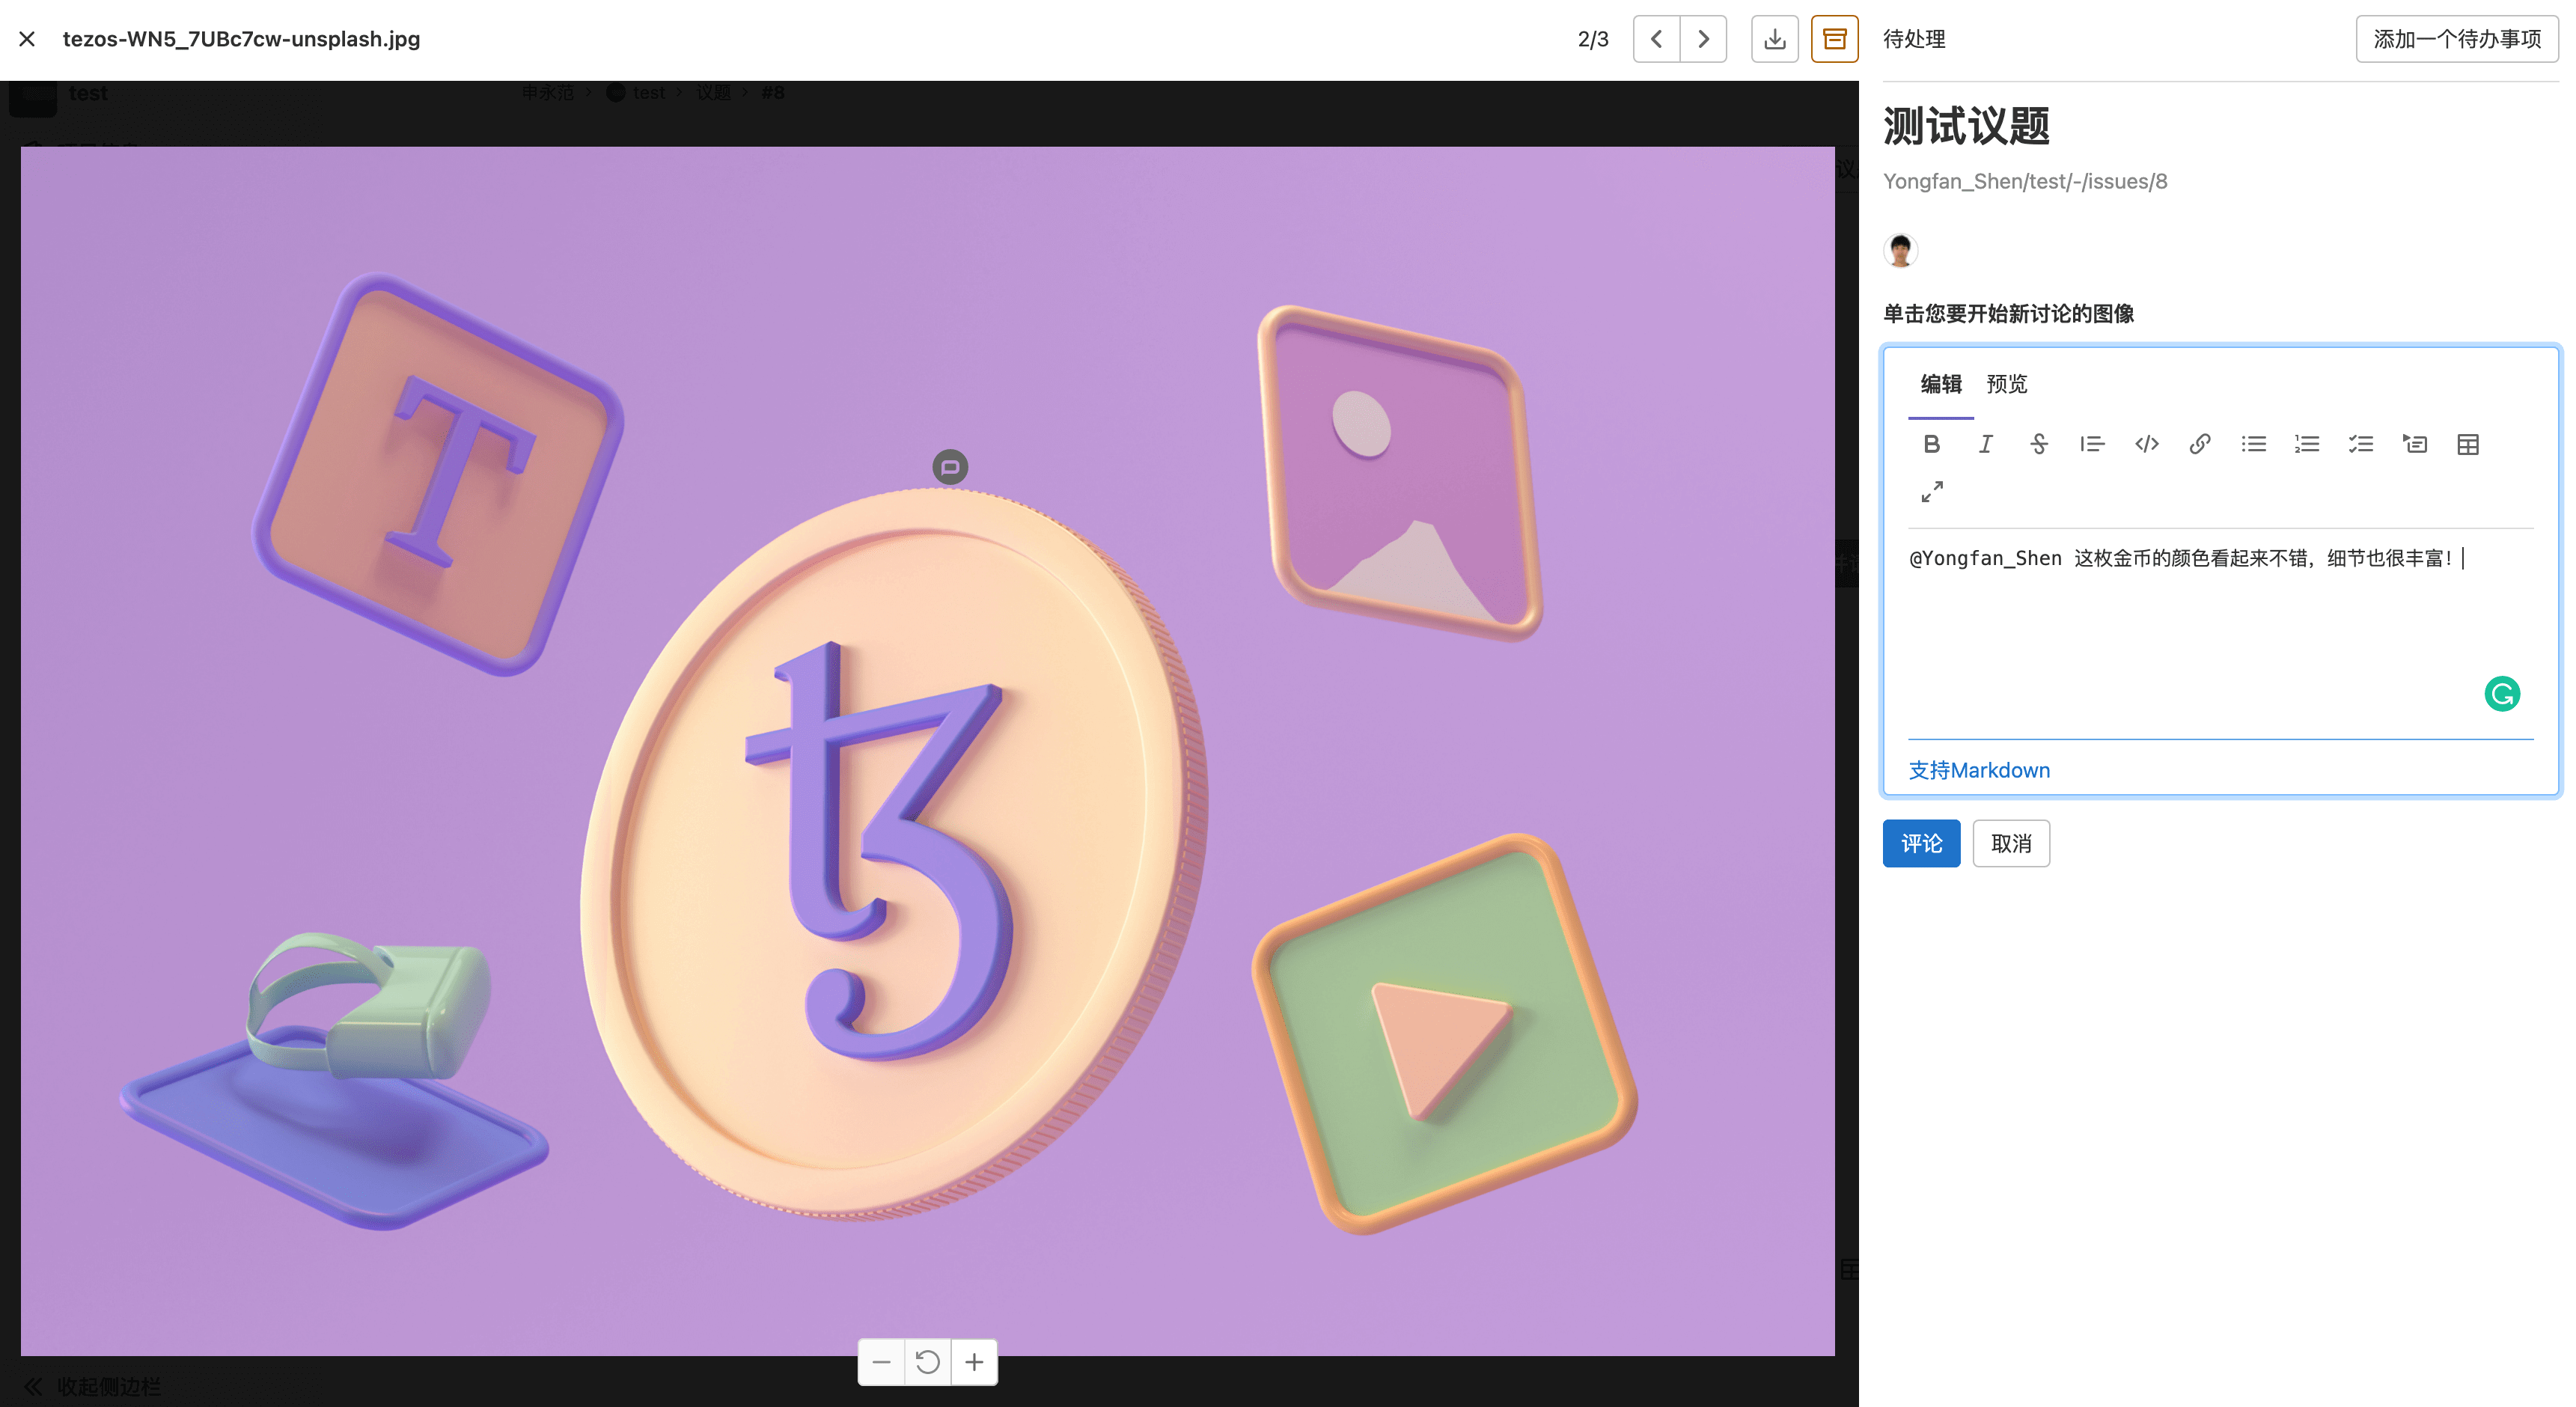 tezos-WN5_7UBc7cw-unsplash.jpg
2/3
test
申永范 › test › 议题 › #8
T
收起侧边栏
待处理
添加一个待办事项
测试议题
Yongfan_Shen/test/-/issues/8
单击您要开始新讨论的图像
编辑 预览
@Yongfan_Shen 这枚金币的颜色看起来不错，细节也很丰富！
支持Markdown
评论 取消